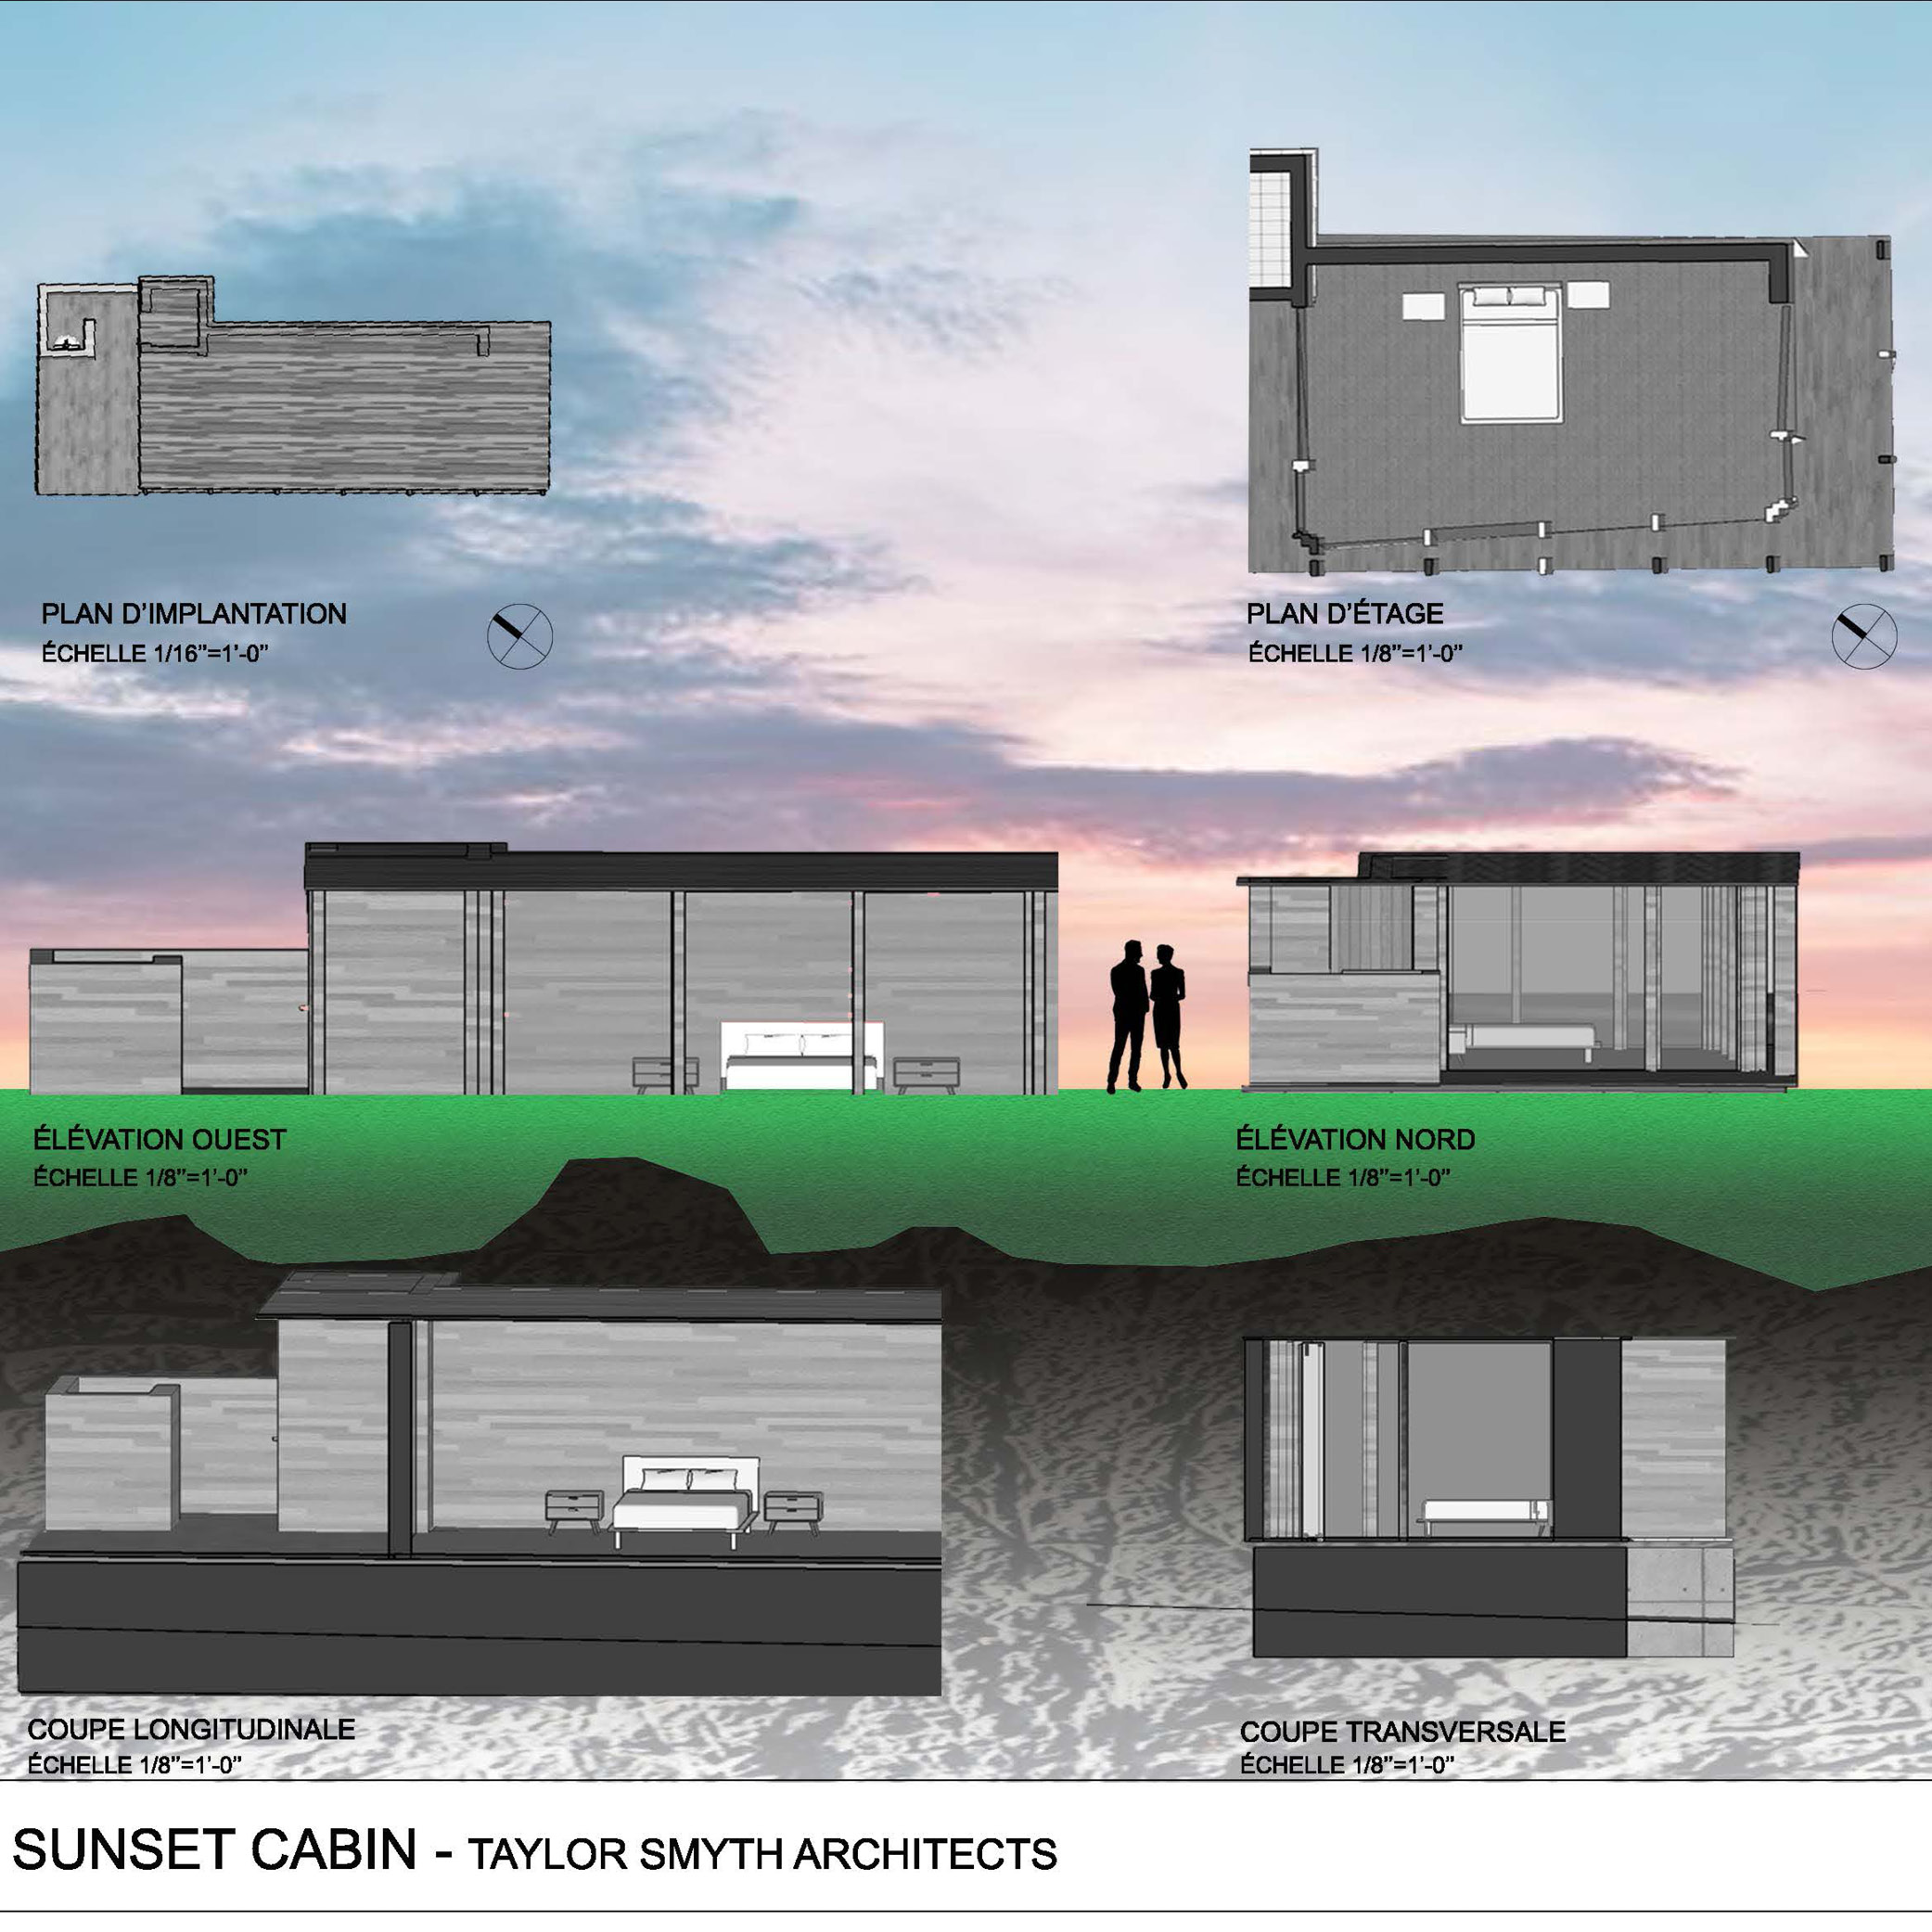 PLAN D’IMPLANTATION
ÉCHELLE 1/16”=1’-0”
PLAN D’ÉTAGE
ÉCHELLE 1/8”=1’-0”
ÉLÉVATION OUEST
ÉCHELLE 1/8”=1’-0”
ÉLÉVATION NORD
ÉCHELLE 1/8”=1’-0”
COUPE LONGITUDINALE
ÉCHELLE 1/8”=1’-0”
COUPE TRANSVERSALE
ÉCHELLE 1/8”=1’-0”
SUNSET CABIN - TAYLOR SMYTH ARCHITECTS